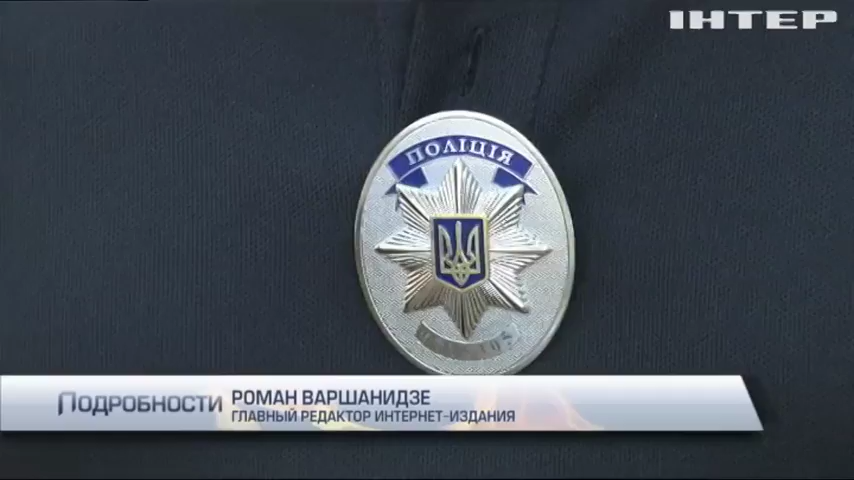 ІНТЕР
ПОЛІЦІЯ
ПОДРОБНОСТИ
РОМАН ВАРШАНИДЗЕ
ГЛАВНЫЙ РЕДАКТОР ИНТЕРНЕТ-ИЗДАНИЯ